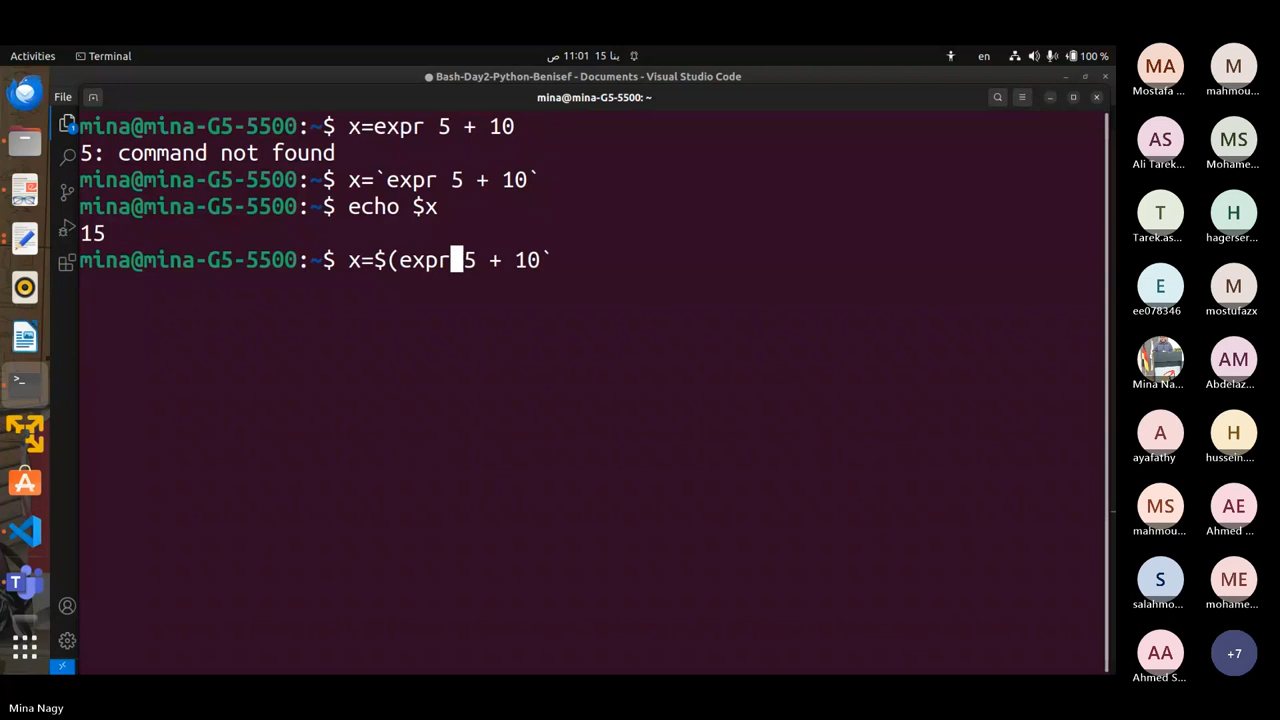 Activities
Terminal
11:01 15 ينا ص
en
100 %
Bash-Day2-Python-Benisef - Documents - Visual Studio Code
File
mina@mina-G5-5500: ~
mina@mina-G5-5500:~$ x=expr 5 + 10
5: command not found
mina@mina-G5-5500:~$ x=`expr 5 + 10`
mina@mina-G5-5500:~$ echo $x
15
mina@mina-G5-5500:~$ x=$(expr 5 + 10`
1
MA
Mostafa ...
M
mahmou...
AS
Ali Tarek...
MS
Mohame...
T
Tarek.as...
H
hagerser...
E
ee078346
M
mostufazx
Mina Na...
AM
Abdelaz...
A
ayafathy
H
hussein....
MS
mahmou...
AE
Ahmed ...
S
salahmo...
ME
mohame...
AA
Ahmed S...
+7
Mina Nagy